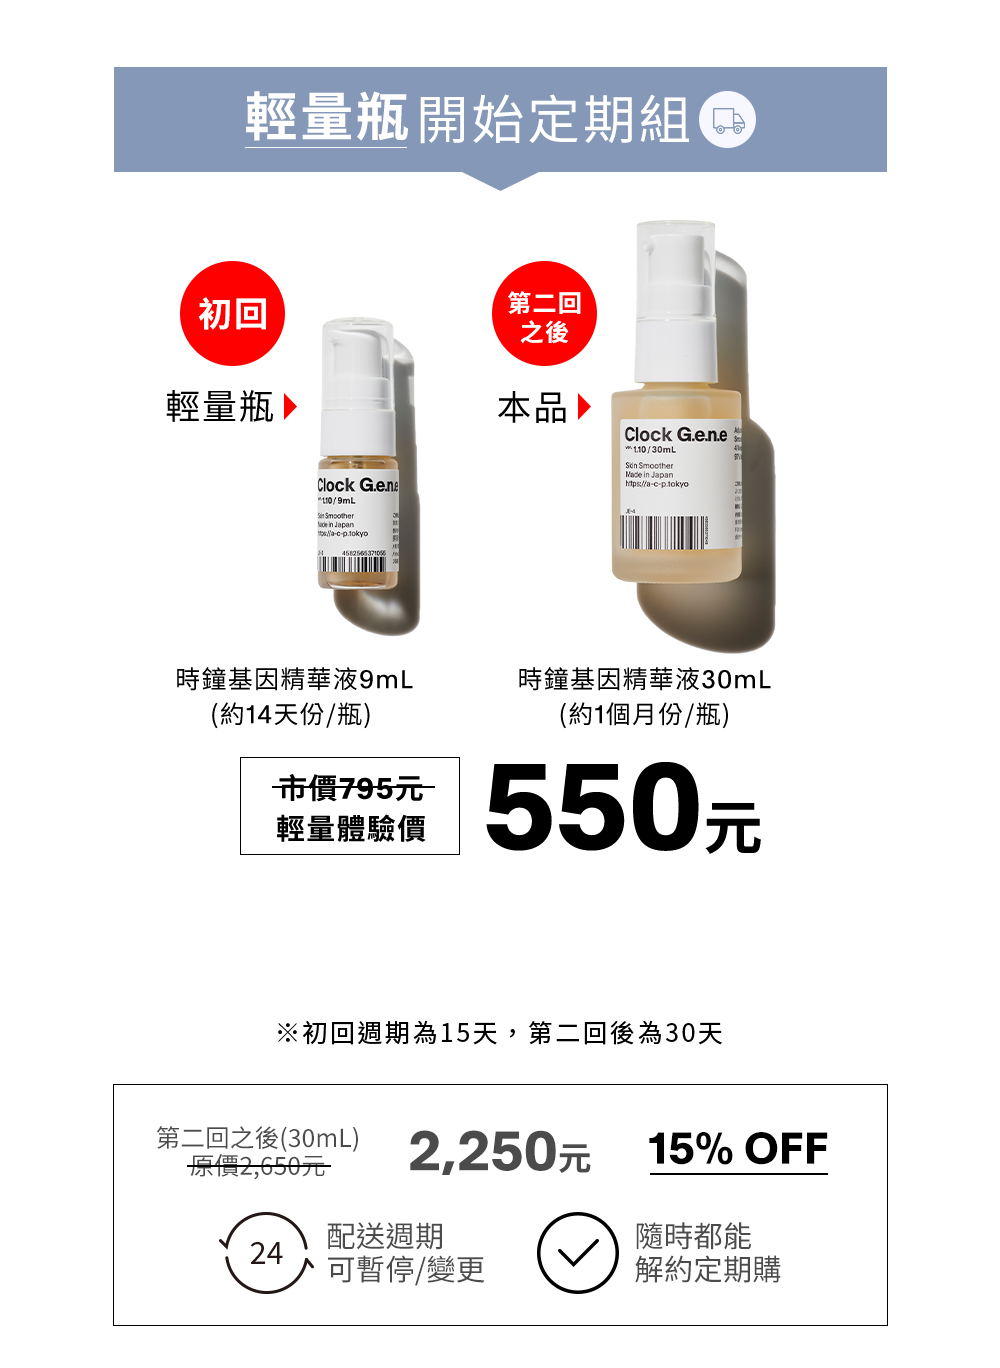 輕量瓶開始定期組
初回
輕量瓶
第二回
之後
本品
Clock G.e.n.e
1.10 / 9mL
Skin Smoother
Made in Japan
https://a-c-p.tokyo
4582565371055
Clock G.e.n.e
ver. 1.10 / 30mL
Skin Smoother
Made in Japan
https://a-c-p.tokyo
JE-4
時鐘基因精華液9mL
(約14天份/瓶)
時鐘基因精華液30mL
(約1個月份/瓶)
市價795元
輕量體驗價
550元
※初回週期為15天，第二回後為30天
第二回之後(30mL)
原價2,650元
2,250元
15% OFF
24
配送週期
可暫停/變更
隨時都能
解約定期購